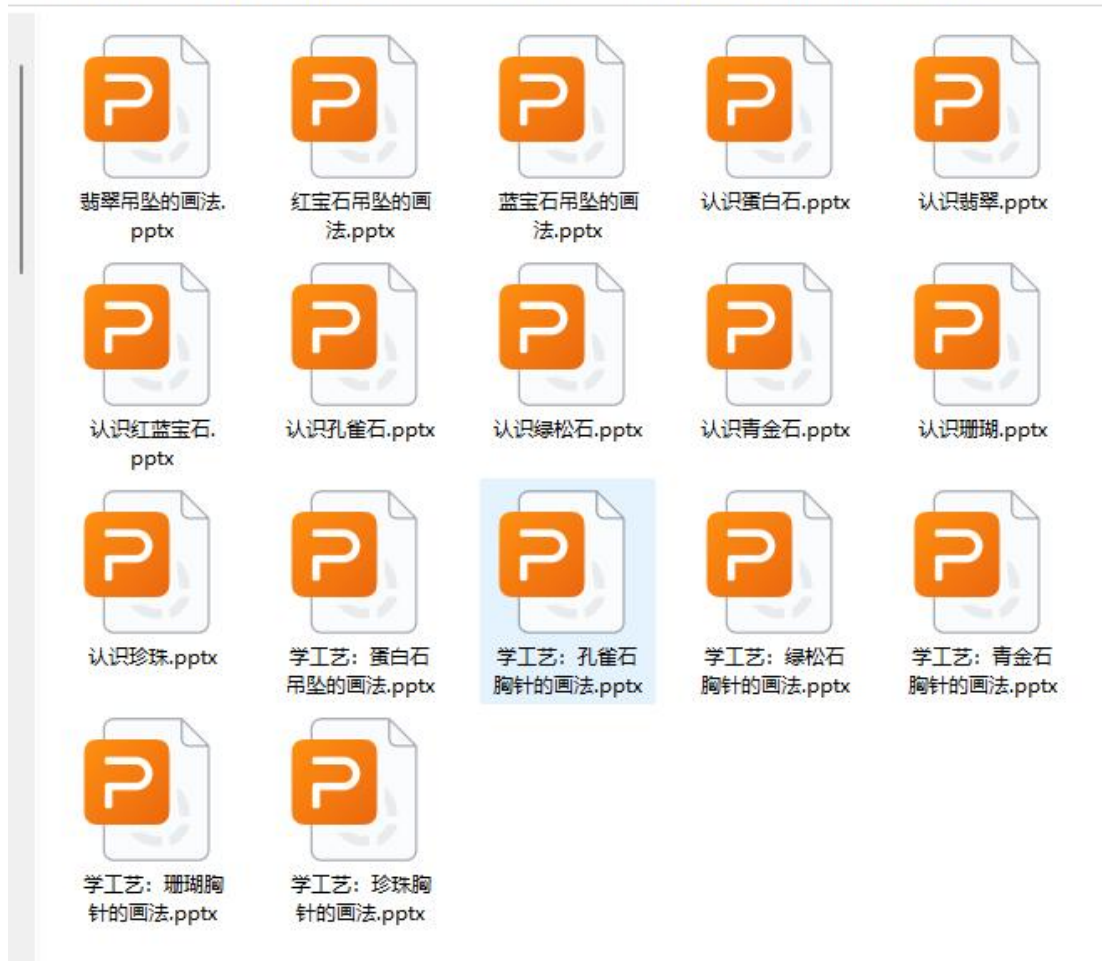 翡翠吊坠的画法.
pptx
红宝石吊坠的画
法.pptx
蓝宝石吊坠的画
法.pptx
认识蛋白石.pptx
认识翡翠.pptx
认识红蓝宝石.
pptx
认识孔雀石.pptx
认识绿松石.pptx
认识青金石.pptx
认识珊瑚.pptx
认识珍珠.pptx
学工艺：蛋白石
吊坠的画法.pptx
学工艺：孔雀石
胸针的画法.pptx
学工艺：绿松石
胸针的画法.pptx
学工艺：青金石
胸针的画法.pptx
学工艺：珊瑚胸
针的画法.pptx
学工艺：珍珠胸
针的画法.pptx